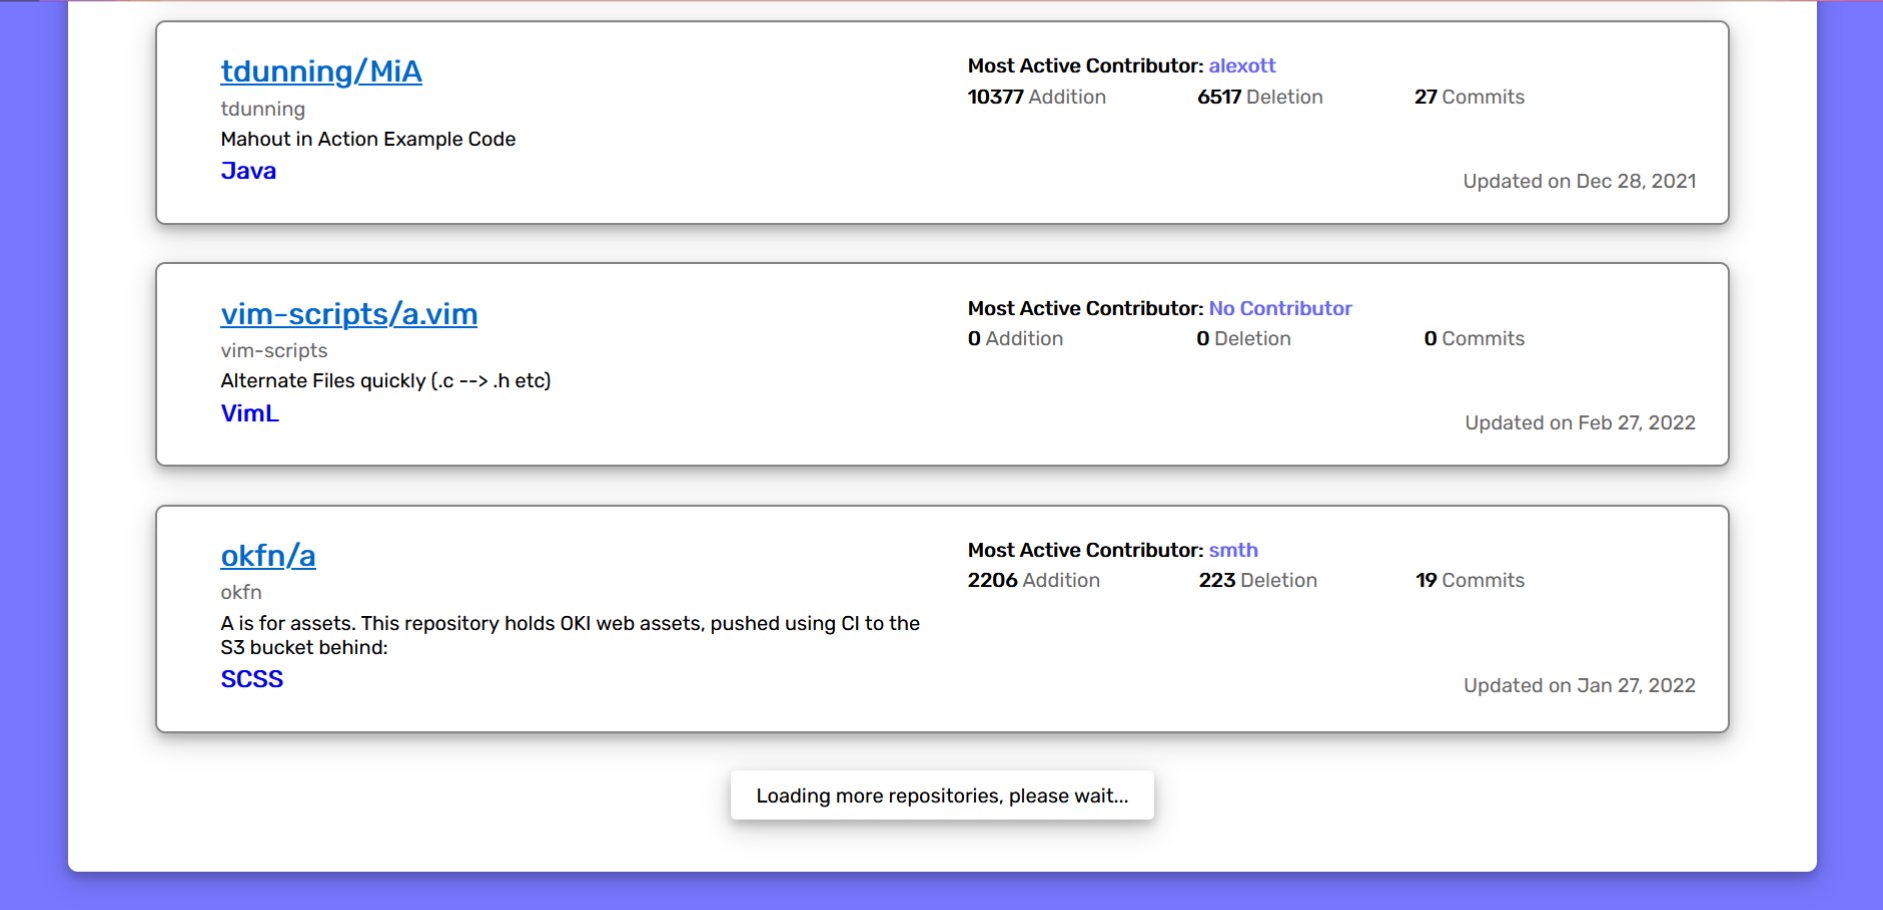 tdunning/MiA
tdunning
Mahout in Action Example Code
Java
Most Active Contributor: alexott
10377 Addition 6517 Deletion 27 Commits
Updated on Dec 28, 2021
vim-scripts/a.vim
vim-scripts
Alternate Files quickly (.c --> .h etc)
VimL
Most Active Contributor: No Contributor
0 Addition 0 Deletion 0 Commits
Updated on Feb 27, 2022
okfn/a
okfn
A is for assets. This repository holds OKI web assets, pushed using CI to the
S3 bucket behind:
SCSS
Most Active Contributor: smth
2206 Addition 223 Deletion 19 Commits
Updated on Jan 27, 2022
Loading more repositories, please wait...